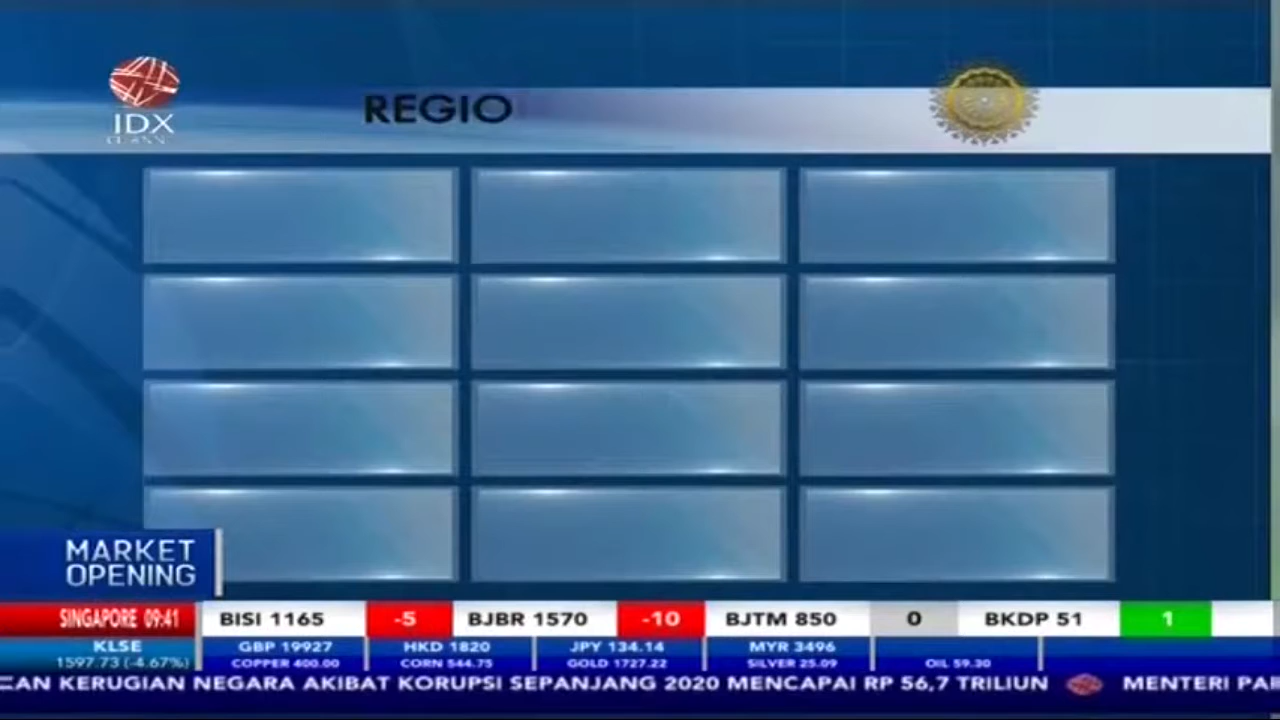 IDX
REGIO
MARKET
OPENING
SINGAPORE 09:41
BISI 1165
-5
BJBR 1570
-10
BJTM 850
0
BKDP 51
1
KLSE
1597.73 (-4.67%)
GBP 19927
HKD 1820
JPY 134.14
MYR 3496
COPPER 400.00
CORN 544.75
GOLD 1727.22
SILVER 25.09
OIL 59.30
KERUGIAN NEGARA AKIBAT KORUPSI SEPANJANG 2020 MENCAPAI RP 56,7 TRILIUN
MENTERI